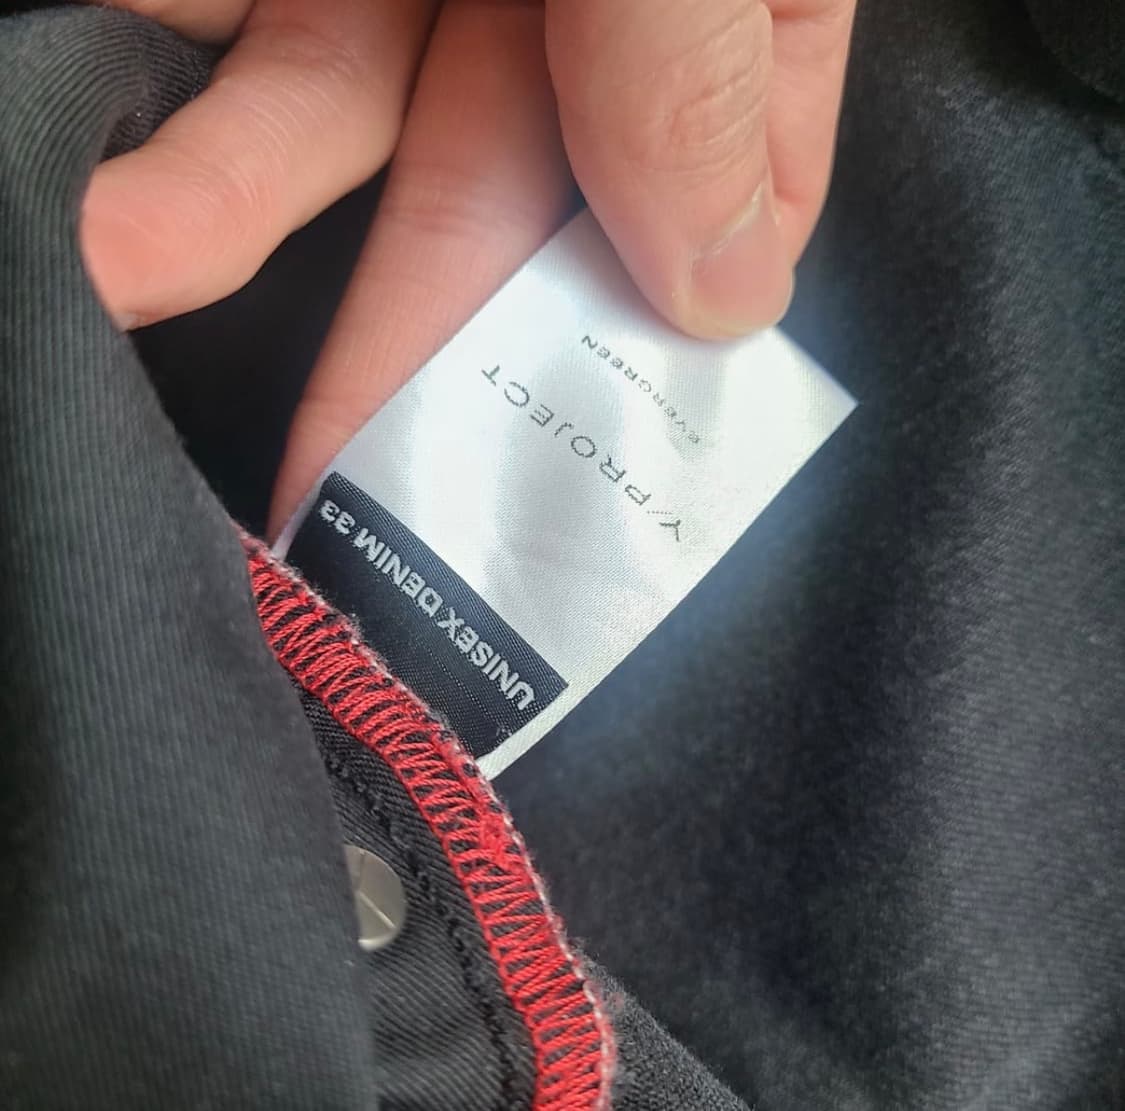 EVERGREEN
Y/PROJECT
UNISEX DENIM 33